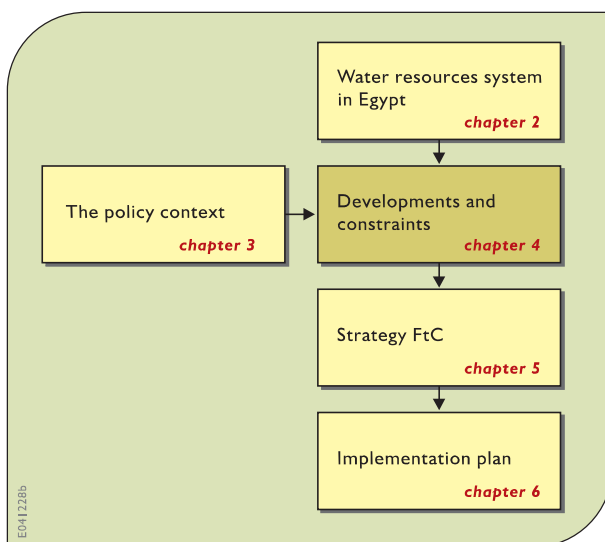 Water resources system
in Egypt
chapter 2
The policy context
chapter 3
Developments and
constraints
chapter 4
Strategy FtC
chapter 5
Implementation plan
chapter 6
E041228b